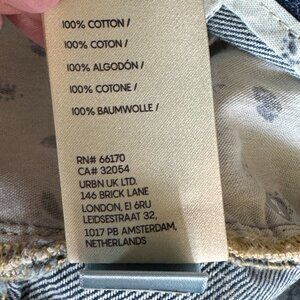 100% COTTON /
100% COTON /
100% ALGODÓN /
100% COTONE /
100% BAUMWOLLE /
RN# 66170
CA# 32054
URBN UK LTD.
146 BRICK LANE
LONDON, E1 6RU
LEIDSESTRAAT 32,
1017 PB AMSTERDAM,
NETHERLANDS